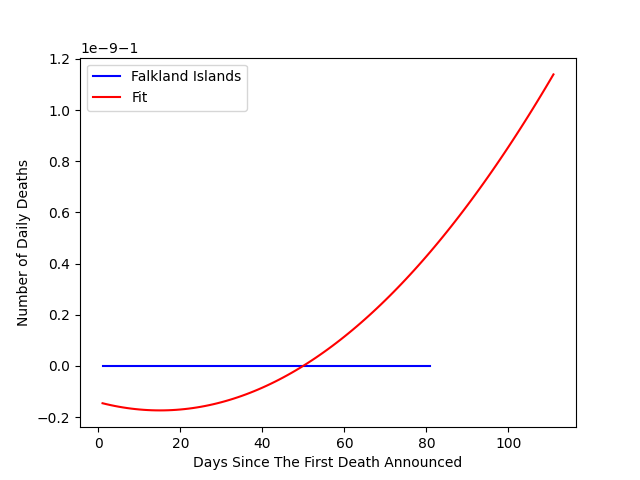 1e−9−1
1.2
1.0
0.8
0.6
0.4
0.2
0.0
−0.2
Number of Daily Deaths
Falkland Islands
Fit
0
20
40
60
80
100
Days Since The First Death Announced